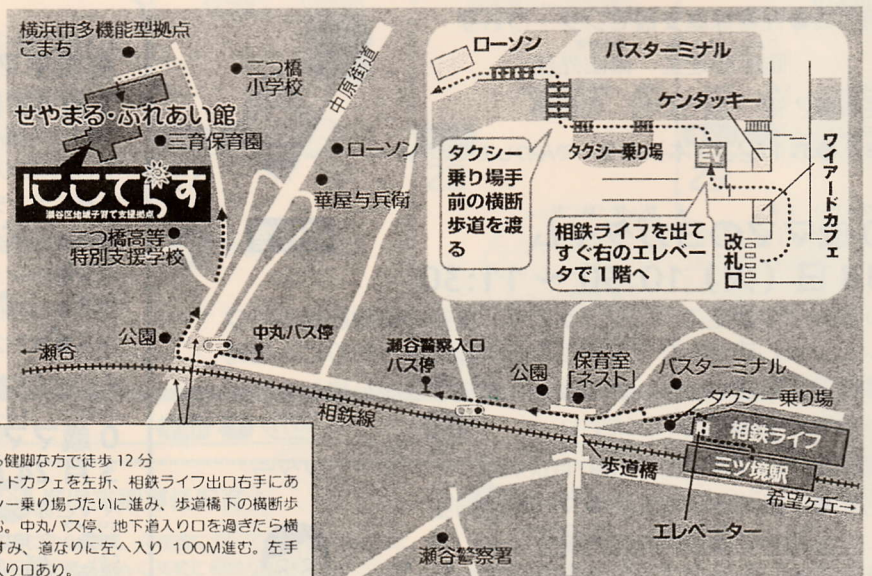 横浜市多機能型拠点
こまち
二つ橋
小学校
せやまる・ふれあい館
三育保育園
にこてらす
瀬谷区地域子育て支援拠点
二つ橋高等
特別支援学校
中原街道
ローソン
華屋与兵衛
公園
←瀬谷
中丸バス停
瀬谷警察入口
バス停
公園
保育室
「ネスト」
バスターミナル
タクシー乗り場
相鉄線
相鉄ライフ
三ツ境駅
歩道橋
希望ヶ丘→
エレベーター
瀬谷警察署
ローソン
バスターミナル
ケンタッキー
タクシー
乗り場手
前の横断
歩道を渡
る
タクシー乗り場
EV
ワイアードカフェ
相鉄ライフを出て
すぐ右のエレベー
タで1階へ
改札口
健脚な方で徒歩12分
ードカフェを左折、相鉄ライフ出口右手にあ
シー乗り場づたいに進み、歩道橋下の横断歩
む。中丸バス停、地下道入り口を過ぎたら横
すみ、道なりに左へ入り 100M進む。左手
入り口あり。